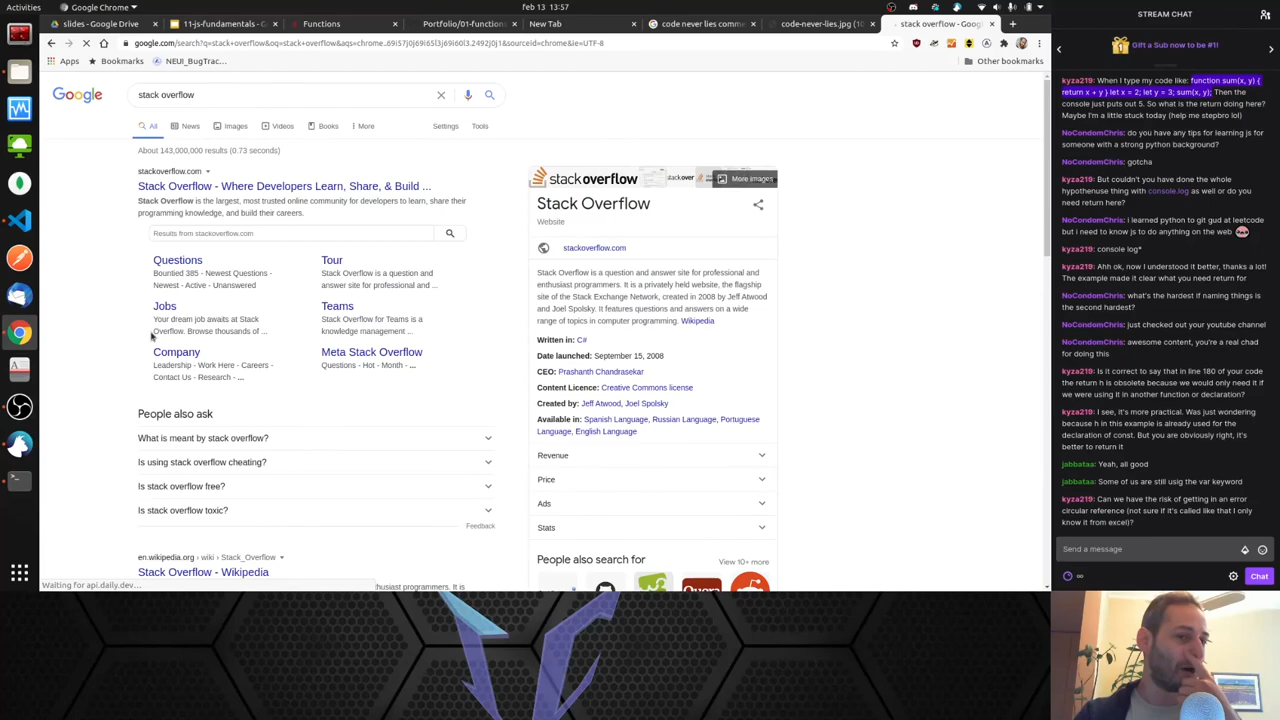 Activities
Google Chrome
feb 13 13:57
slides - Google Drive
11-js-fundamentals -
Functions
Portfolio/01-functions
New Tab
code never lies comme
code-never-lies.jpg (10
stack overflow - Goog
google.com/search?q=stack+overflow&oq=stack+overflow&aqs=chrome..69i57j0j69i65l3j69i60l3.2492j0j1&sourceid=chrome&ie=UTF-8
Apps
Bookmarks
NEUI_BugTrac...
Other bookmarks
Google
stack overflow
All
News
Images
Videos
Books
More
Settings
Tools
About 143,000,000 results (0.73 seconds)
stackoverflow.com
Stack Overflow - Where Developers Learn, Share, & Build ...
Stack Overflow is the largest, most trusted online community for developers to learn, share their
programming knowledge, and build their careers.
Results from stackoverflow.com
Questions
Bountied 385 - Newest Questions -
Newest - Active - Unanswered
Tour
Stack Overflow is a question and
answer site for professional and ...
Jobs
Your dream job awaits at Stack
Overflow. Browse thousands of ...
Teams
Stack Overflow for Teams is a
knowledge management ...
Company
Leadership - Work Here - Careers -
Contact Us - Research - ...
Meta Stack Overflow
Questions - Hot - Month - ...
People also ask
What is meant by stack overflow?
Is using stack overflow cheating?
Is stack overflow free?
Is stack overflow toxic?
Feedback
en.wikipedia.org › wiki › Stack_Overflow
Stack Overflow - Wikipedia
husiast programmers. It is
Waiting for api.daily.dev...
stackoverflow
More images
Stack Overflow
Website
stackoverflow.com
Stack Overflow is a question and answer site for professional and
enthusiast programmers. It is a privately held website, the flagship
site of the Stack Exchange Network, created in 2008 by Jeff Atwood
and Joel Spolsky. It features questions and answers on a wide
range of topics in computer programming. Wikipedia
Written in: C#
Date launched: September 15, 2008
CEO: Prashanth Chandrasekar
Content Licence: Creative Commons license
Created by: Jeff Atwood, Joel Spolsky
Available in: Spanish Language, Russian Language, Portuguese
Language, English Language
Revenue
Price
Ads
Stats
People also search for
View 10+ more
Quora
STREAM CHAT
Gift a Sub now to be #1!
kyza219: When I type my code like: function sum(x, y) {
return x + y } let x = 2; let y = 3; sum(x, y); Then the
console just puts out 5. So what is the return doing here?
Maybe I'm a little stuck today (help me stepbro lol)
NoCondomChris: do you have any tips for learning js for
someone with a strong python background?
NoCondomChris: gotcha
kyza219: But couldn't you have done the whole
hypothenuse thing with console.log as well or do you
need return here?
NoCondomChris: i learned python to git gud at leetcode
but i need to know js to do anything on the web
kyza219: console log*
kyza219: Ahh ok, now I understood it better, thanks a lot!
The example made it clear what you need return for
NoCondomChris: what's the hardest if naming things is
the second hardest?
NoCondomChris: just checked out your youtube channel
NoCondomChris: awesome content, you're a real chad
for doing this
kyza219: Is it correct to say that in line 180 of your code
the return h is obsolete because we would only need it if
we were using it in another function or declaration?
kyza219: I see, it's more practical. Was just wondering
because h in this example is already used for the
declaration of const. But you are obviously right, it's
better to return it
jabbataa: Yeah, all good
jabbataa: Some of us are still usig the var keyword
kyza219: Can we have the risk of getting in an error
circular reference (not sure if it's called like that I only
know it from excel)?
Send a message
Chat